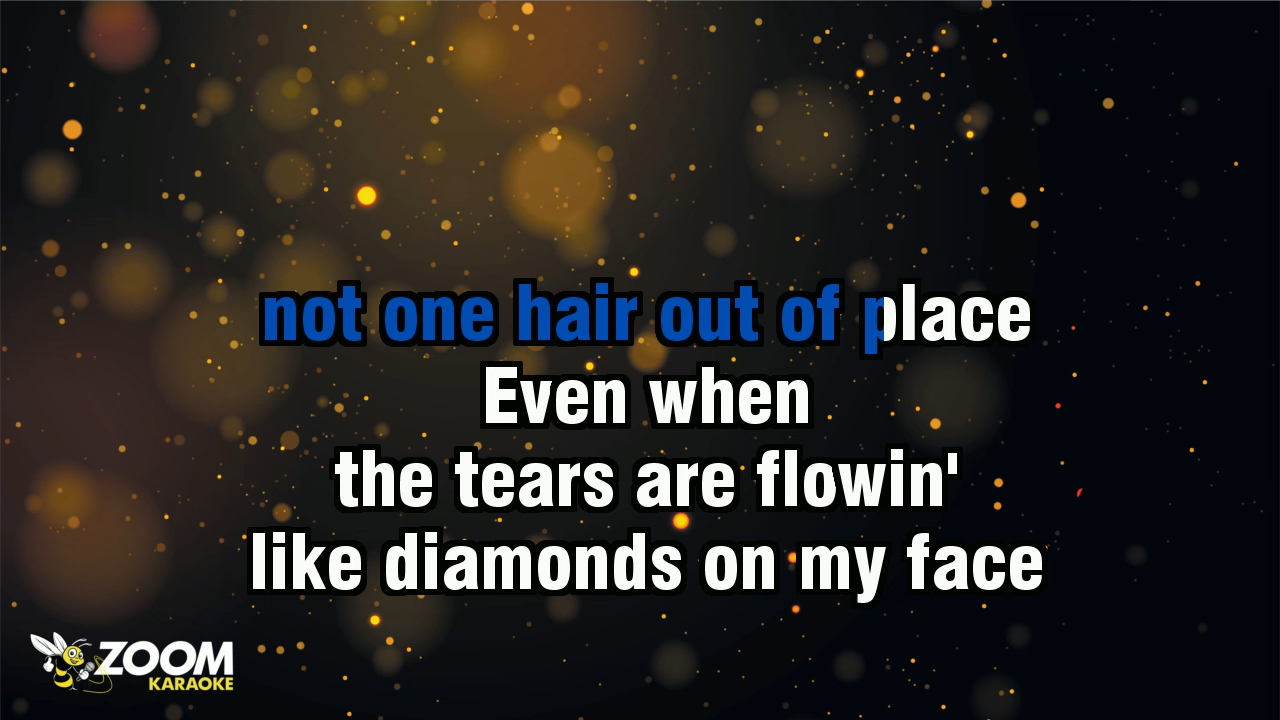 not one hair out of place
Even when
the tears are flowin'
like diamonds on my face
ZOOM
KARAOKE